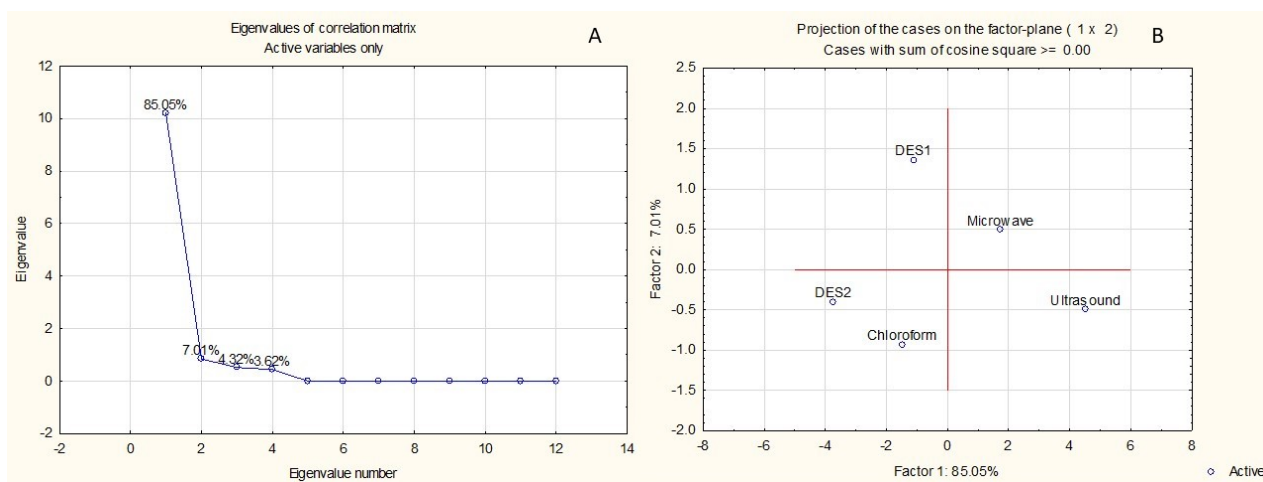 Eigenvalues of correlation matrix
Active variables only
A
12
10
8
6
4
2
0
-2
Eigenvalue
85.05%
7.01%
4.32%
3.62%
-2 0 2 4 6 8 10 12 14
Eigenvalue number
Projection of the cases on the factor-plane ( 1 x 2)
Cases with sum of cosine square >= 0.00
B
2.5
2.0
1.5
1.0
0.5
0.0
-0.5
-1.0
-1.5
-2.0
Factor 2: 7.01%
DES1
Microwave
DES2
Ultrasound
Chloroform
-8 -6 -4 -2 0 2 4 6 8
Factor 1: 85.05%
Active